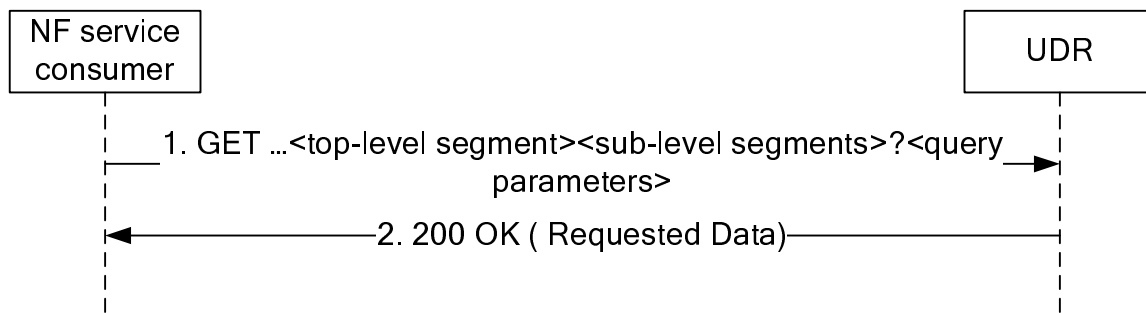 NF service
consumer
UDR
1. GET ...<top-level segment><sub-level segments>?<query
parameters>
2. 200 OK ( Requested Data)